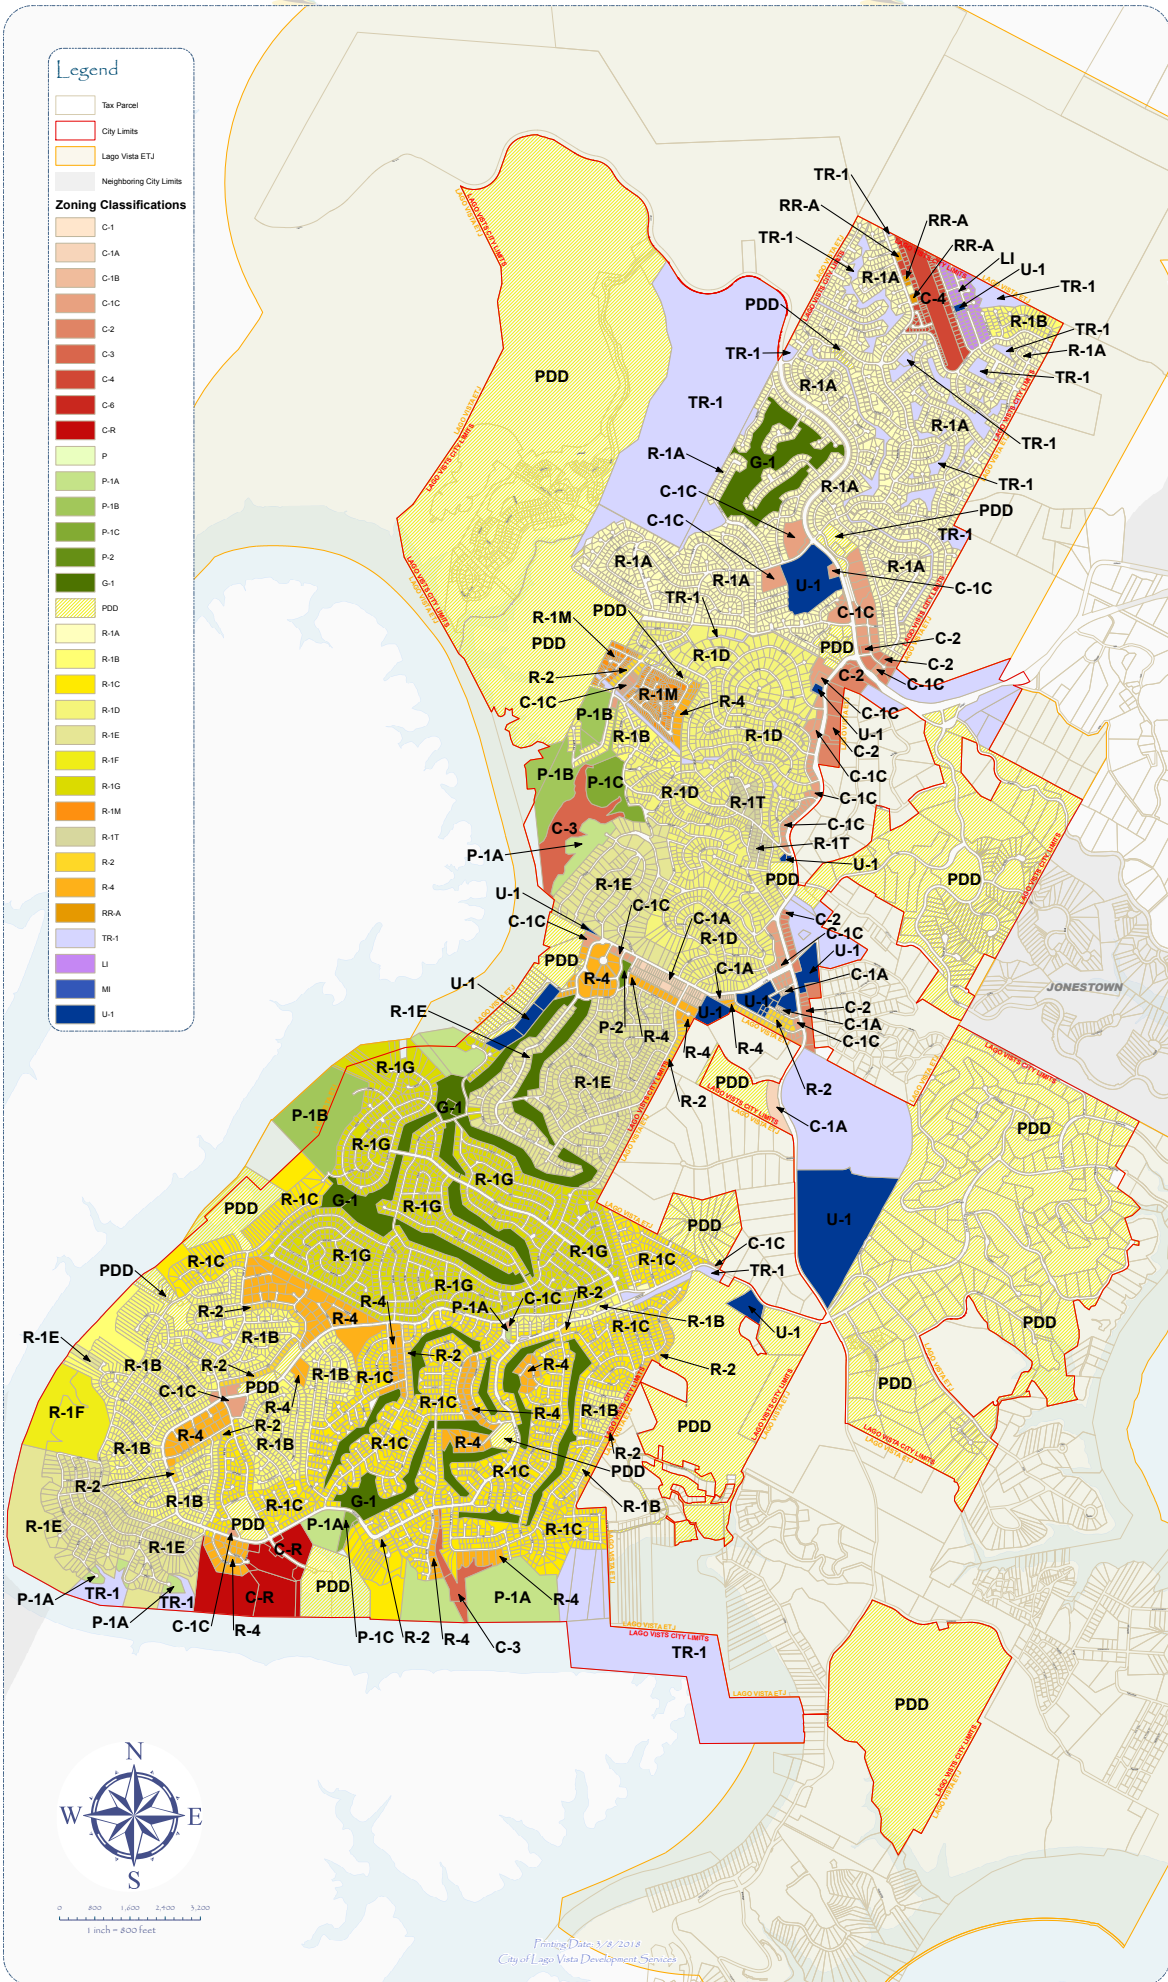 Legend
Tax Parcel
City Limits
Lago Vista ETJ
Neighboring City Limits
Zoning Classifications
C-1
C-1A
C-1B
C-1C
C-2
C-3
C-4
C-6
C-R
P
P-1A
P-1B
P-1C
P-2
G-1
PDD
R-1A
R-1B
R-1C
R-1D
R-1E
R-1F
R-1G
R-1M
R-1T
R-2
R-4
RR-A
TR-1
LI
MI
U-1
TR-1
RR-A
RR-A
TR-1
RR-A
LI
R-1A
U-1
TR-1
C-4
PDD
R-1B
TR-1
TR-1
R-1A
PDD
R-1A
TR-1
TR-1
R-1A
TR-1
R-1A
G-1
TR-1
R-1A
C-1C
PDD
C-1C
TR-1
R-1A
R-1A
R-1A
U-1
C-1C
TR-1
PDD
C-1C
R-1M
C-2
PDD
R-1D
PDD
C-2
R-2
C-2
C-1C
R-1M
C-1C
R-4
P-1B
C-1C
R-1B
R-1D
U-1
C-2
P-1B
P-1C
C-1C
R-1D
R-1T
C-1C
C-3
C-1C
R-1T
P-1A
U-1
PDD
PDD
R-1E
U-1
C-1C
C-1A
C-2
C-1C
R-1D
C-1C
U-1
PDD
C-1A
C-1A
R-4
U-1
JONESTOWN
U-1
C-2
R-1E
U-1
P-2
C-1A
R-4
C-1C
R-4
R-4
R-1G
R-1E
PDD
R-2
R-2
G-1
P-1B
C-1A
PDD
R-1G
R-1G
R-1C
G-1
R-1G
PDD
U-1
PDD
C-1C
R-1G
R-1G
R-1C
R-1C
PDD
TR-1
R-1G
R-4
C-1C
R-2
R-2
P-1A
R-4
R-1B
PDD
R-1E
R-1B
R-1C
U-1
R-2
R-1B
R-2
R-4
R-2
R-1B
R-1C
PDD
PDD
C-1C
R-4
R-1C
R-4
R-1B
R-1F
R-2
PDD
R-4
R-1B
R-1B
R-1C
R-4
R-2
PDD
R-2
R-1C
R-1B
R-1C
G-1
R-1B
PDD
P-1A
R-1E
R-1C
R-1E
C-R
PDD
P-1A
TR-1
C-R
P-1A
R-4
P-1A
TR-1
C-1C
R-4
P-1C
R-2
R-4
C-3
TR-1
PDD
LAGO VISTS CITY LIMITS
LAGO VISTA ETJ
N
W
E
S
0 800 1,600 2,400 3,200
1 inch = 800 feet
Printing Date: 3/8/2018
City of Lago Vista Development Services